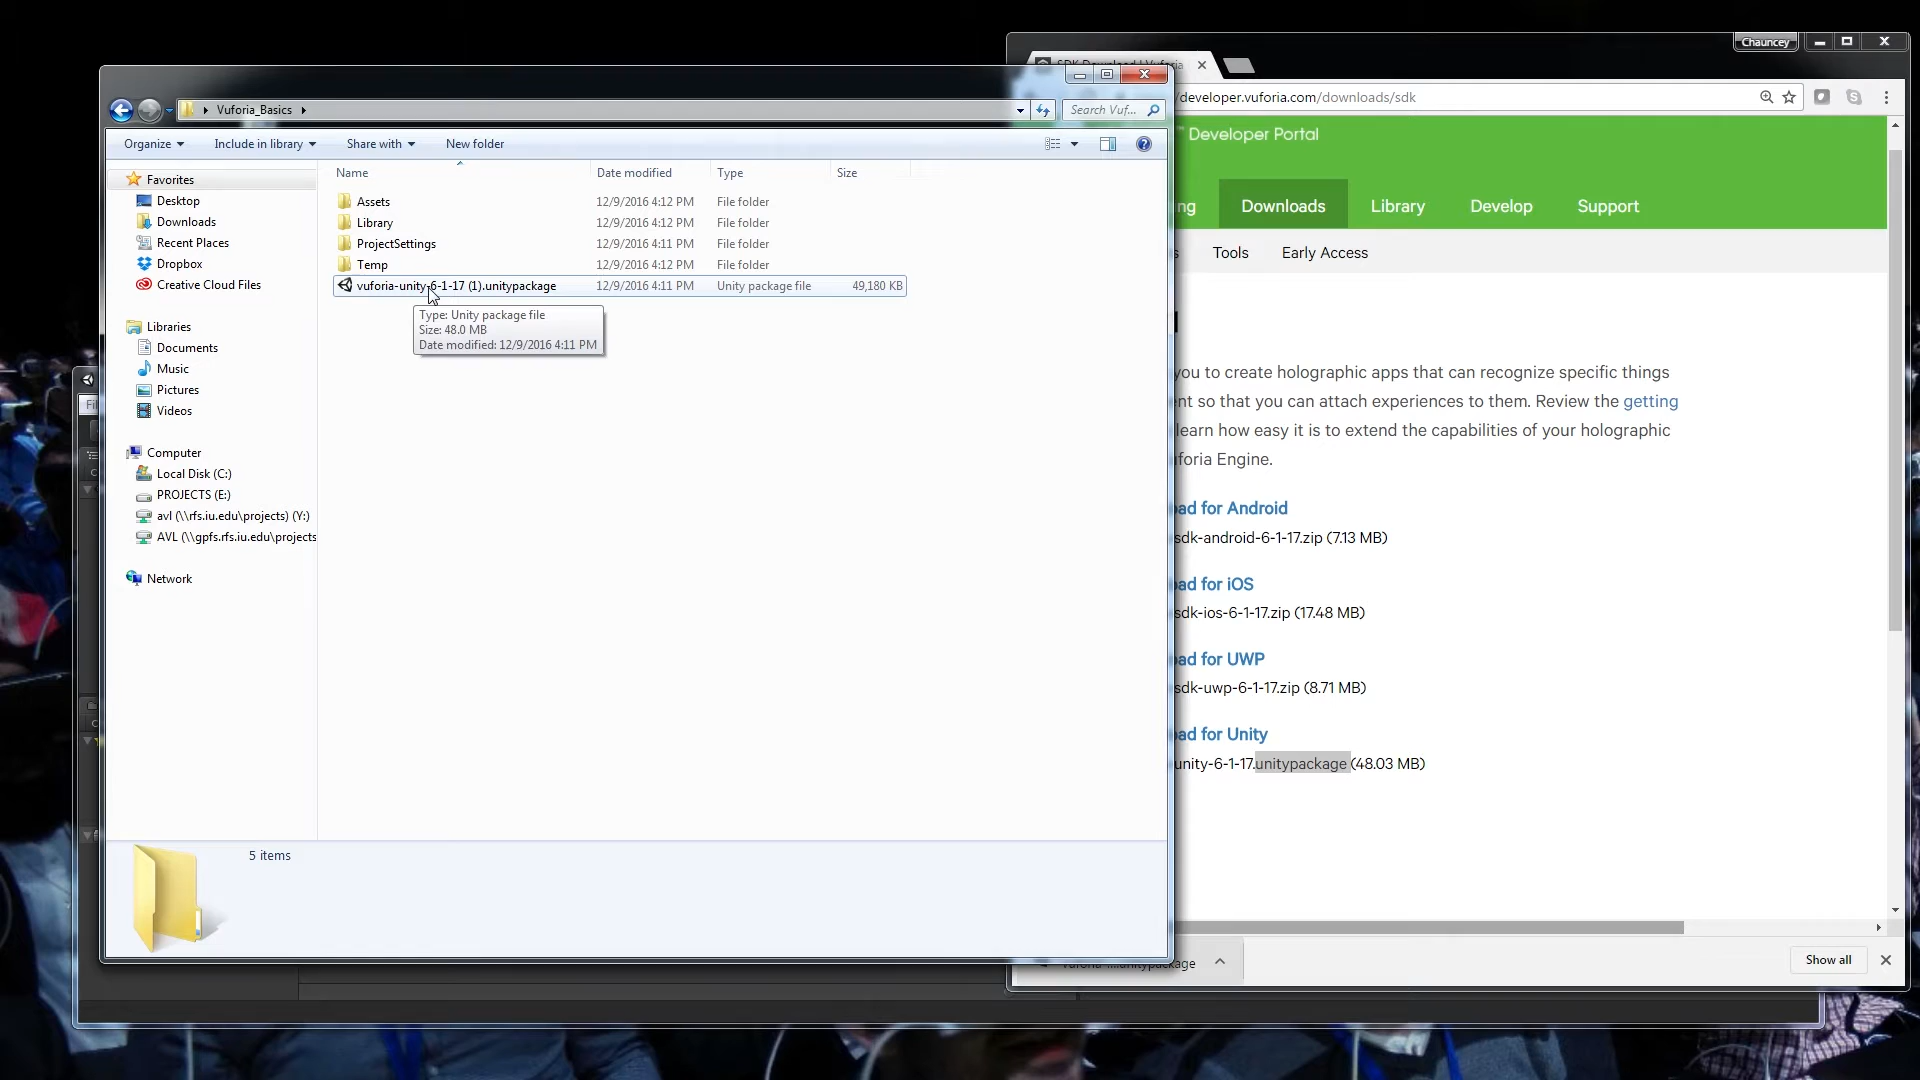 Chauncey
Vuforia_Basics
Search Vuf...
developer.vuforia.com/downloads/sdk
Organize
Include in library
Share with
New folder
Name
Date modified
Type
Size
Favorites
Desktop
Downloads
Recent Places
Dropbox
Creative Cloud Files
Libraries
Documents
Music
Pictures
Videos
Computer
Local Disk (C:)
PROJECTS (E:)
avl (\\rfs.iu.edu\projects) (Y:)
AVL (\\gpfs.rfs.iu.edu\projects
Network
Assets 12/9/2016 4:12 PM File folder
Library 12/9/2016 4:12 PM File folder
ProjectSettings 12/9/2016 4:11 PM File folder
Temp 12/9/2016 4:12 PM File folder
vuforia-unity-6-1-17 (1).unitypackage 12/9/2016 4:11 PM Unity package file 49,180 KB
Type: Unity package file
Size: 48.0 MB
Date modified: 12/9/2016 4:11 PM
5 items
Developer Portal
ng Downloads Library Develop Support
s Tools Early Access
you to create holographic apps that can recognize specific things
nt so that you can attach experiences to them. Review the getting
learn how easy it is to extend the capabilities of your holographic
foria Engine.
ad for Android
sdk-android-6-1-17.zip (7.13 MB)
ad for iOS
sdk-ios-6-1-17.zip (17.48 MB)
ad for UWP
sdk-uwp-6-1-17.zip (8.71 MB)
ad for Unity
unity-6-1-17.unitypackage (48.03 MB)
Show all